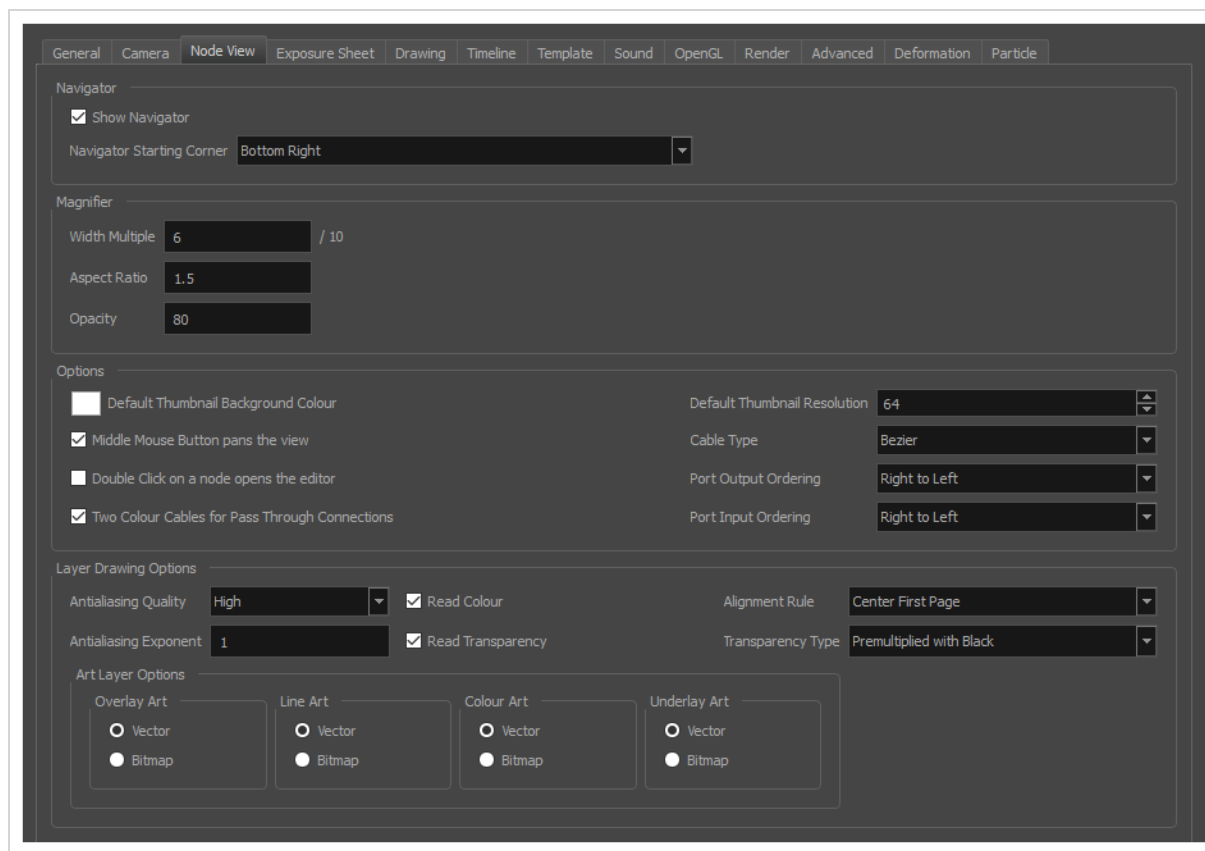 General Camera Node View Exposure Sheet Drawing Timeline Template Sound OpenGL Render Advanced Deformation Particle
Navigator
Show Navigator
Navigator Starting Corner Bottom Right
Magnifier
Width Multiple 6 / 10
Aspect Ratio 1.5
Opacity 80
Options
Default Thumbnail Background Colour Default Thumbnail Resolution 64
Middle Mouse Button pans the view Cable Type Bezier
Double Click on a node opens the editor Port Output Ordering Right to Left
Two Colour Cables for Pass Through Connections Port Input Ordering Right to Left
Layer Drawing Options
Antialiasing Quality High Read Colour Alignment Rule Center First Page
Antialiasing Exponent 1 Read Transparency Transparency Type Premultiplied with Black
Art Layer Options
Overlay Art Line Art Colour Art Underlay Art
Vector Vector Vector Vector
Bitmap Bitmap Bitmap Bitmap